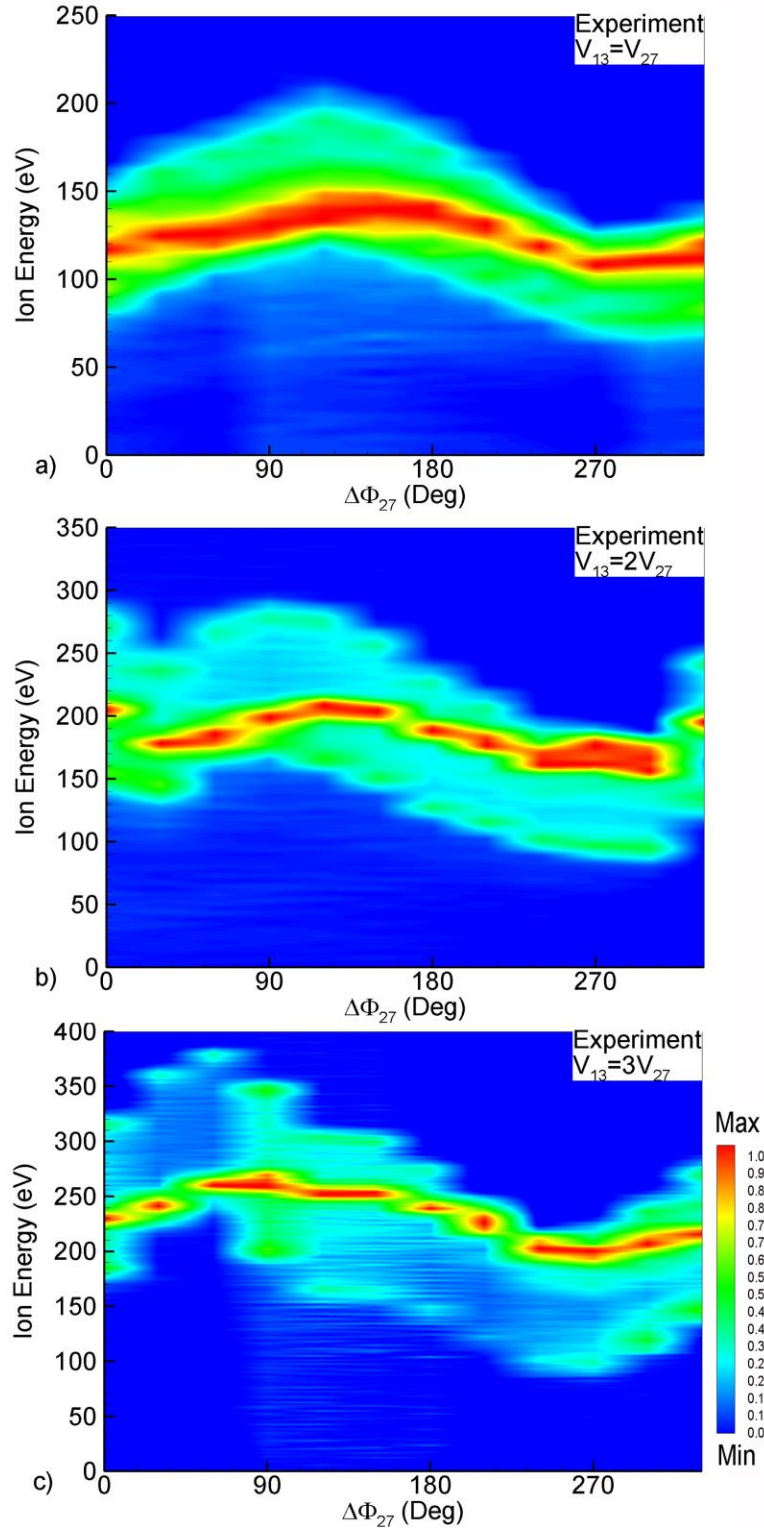 Experiment
V₁₃=V₂₇
250
200
150
100
50
0
Ion Energy (eV)
0
90
180
270
a)
ΔΦ₂₇ (Deg)
Experiment
V₁₃=2V₂₇
350
300
250
200
150
100
50
0
Ion Energy (eV)
0
90
180
270
b)
ΔΦ₂₇ (Deg)
Experiment
V₁₃=3V₂₇
400
350
300
250
200
150
100
50
0
Ion Energy (eV)
0
90
180
270
c)
ΔΦ₂₇ (Deg)
Max
1.0
0.9
0.8
0.8
0.7
0.6
0.5
0.4
0.4
0.3
0.2
0.2
0.1
0.0
Min